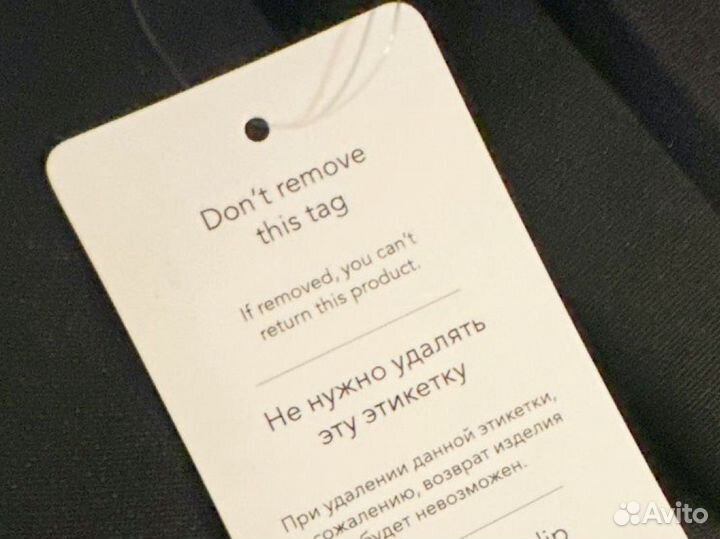 Don't remove
this tag
If removed, you can't
return this product.
Не нужно удалять
эту этикетку
При удалении данной этикетки,
сожалению, возврат изделия
будет невозможен.
Avito